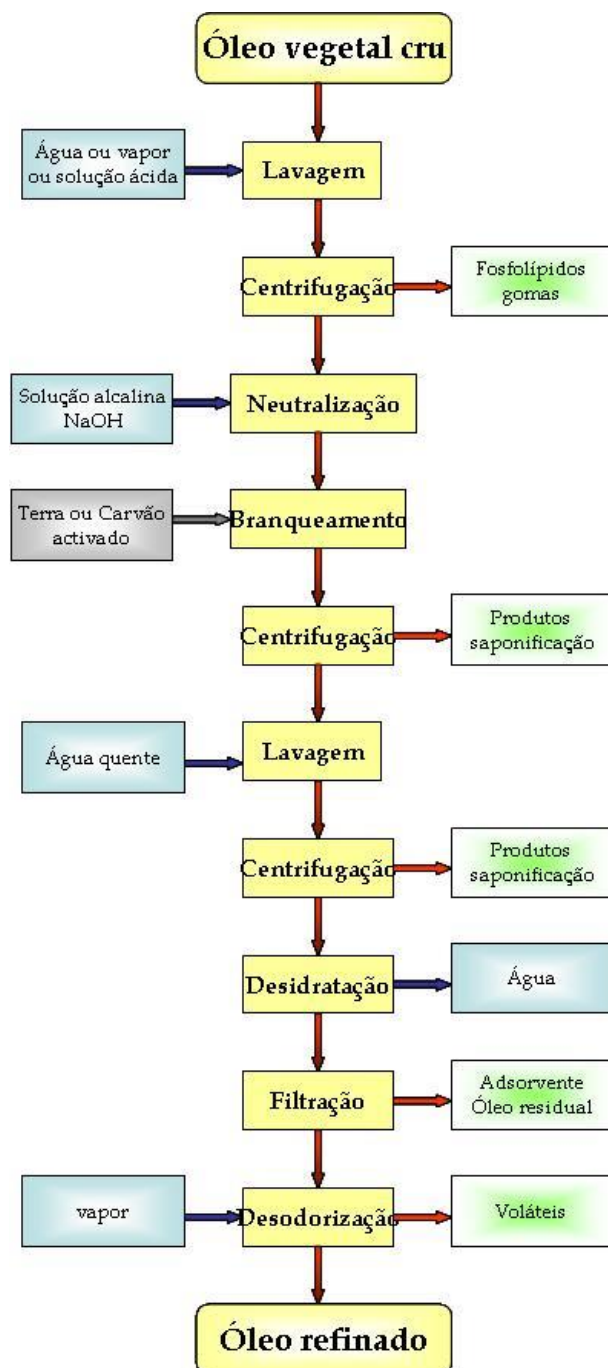 Óleo vegetal cru
Água ou vapor
ou solução ácida
Lavagem
Centrifugação
Fosfolípidos
gomas
Solução alcalina
NaOH
Neutralização
Terra ou Carvão
activado
Branqueamento
Centrifugação
Produtos
saponificação
Água quente
Lavagem
Centrifugação
Produtos
saponificação
Desidratação
Água
Filtração
Adsorvente
Óleo residual
vapor
Desodorização
Voláteis
Óleo refinado